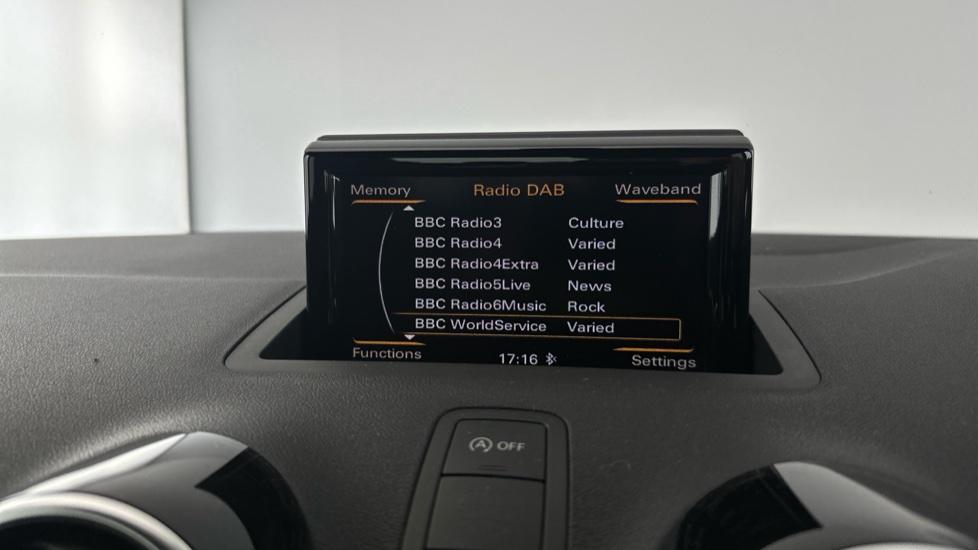 Memory Radio DAB Waveband
BBC Radio3 Culture
BBC Radio4 Varied
BBC Radio4Extra Varied
BBC Radio5Live News
BBC Radio6Music Rock
BBC WorldService Varied
Functions 17:16 Settings
A OFF